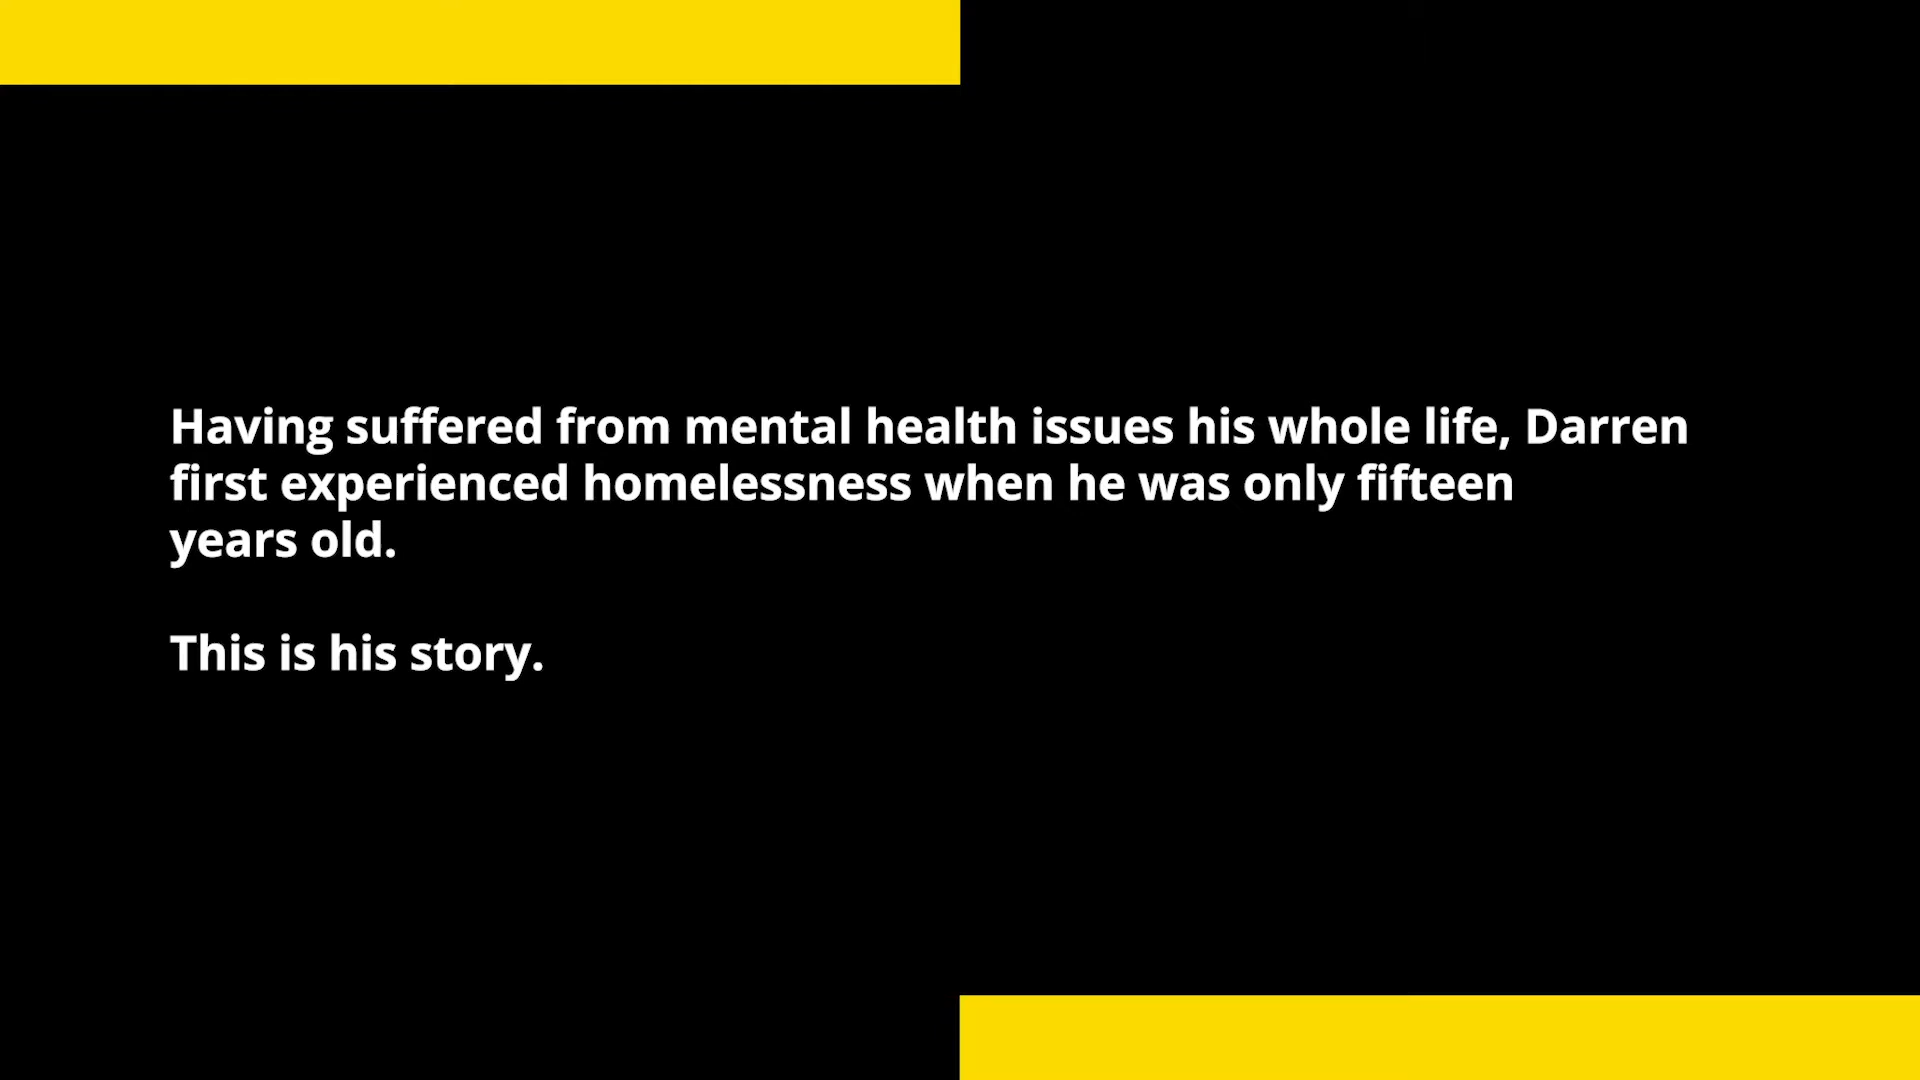 Having suffered from mental health issues his whole life, Darren
first experienced homelessness when he was only fifteen
years old.
This is his story.